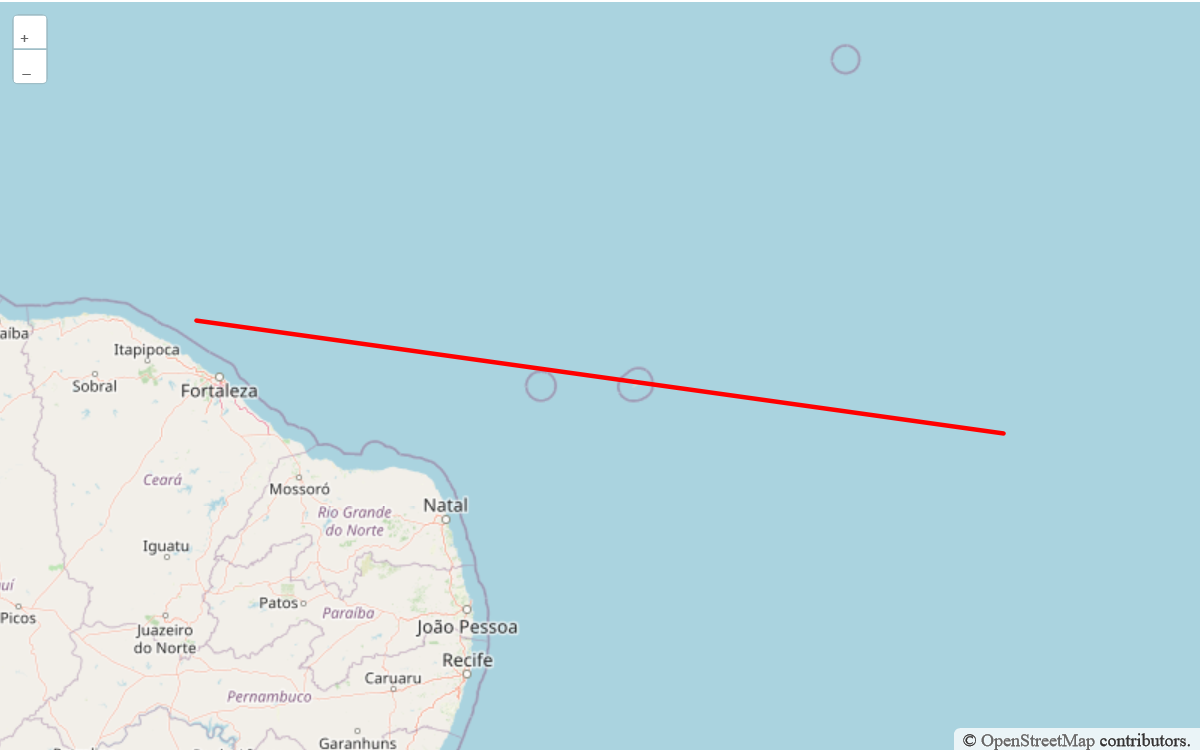 +
–
aíba
Itapipoca
Sobral
Fortaleza
Ceará
Mossoró
Natal
Rio Grande
do Norte
Iguatu
uí
Patos
Paraíba
Picos
Juazeiro
do Norte
João Pessoa
Recife
Caruaru
Pernambuco
Garanhuns
© OpenStreetMap contributors.